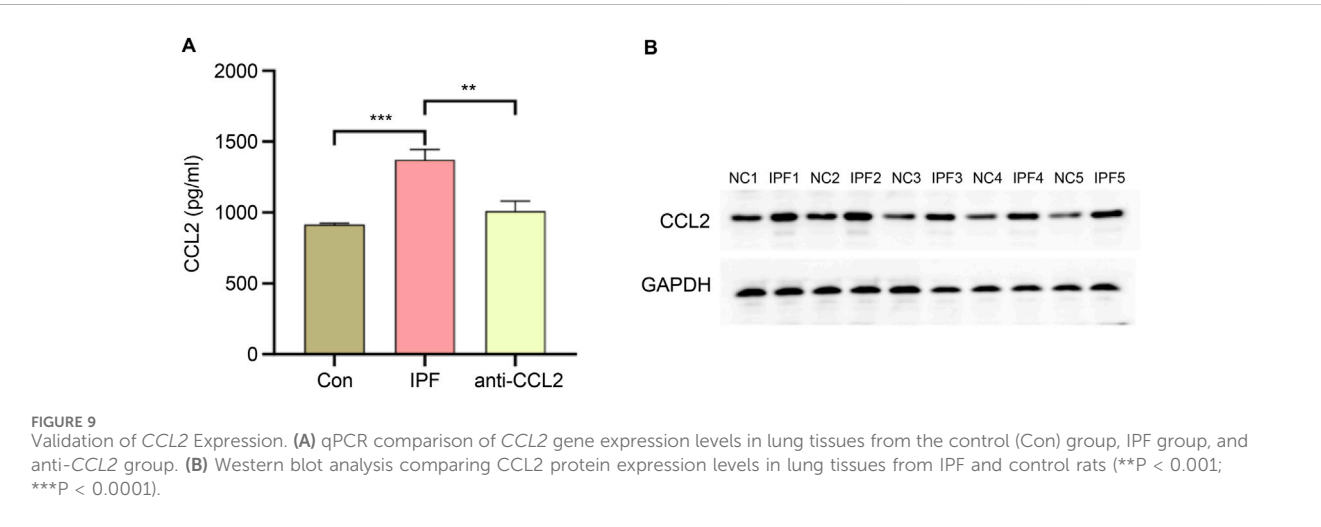 A
B
2000
1500
1000
500
0
CCL2 (pg/ml)
***
**
Con IPF anti-CCL2
NC1 IPF1 NC2 IPF2 NC3 IPF3 NC4 IPF4 NC5 IPF5
CCL2
GAPDH
FIGURE 9
Validation of CCL2 Expression. (A) qPCR comparison of CCL2 gene expression levels in lung tissues from the control (Con) group, IPF group, and
anti-CCL2 group. (B) Western blot analysis comparing CCL2 protein expression levels in lung tissues from IPF and control rats (**P < 0.001;
***P < 0.0001).